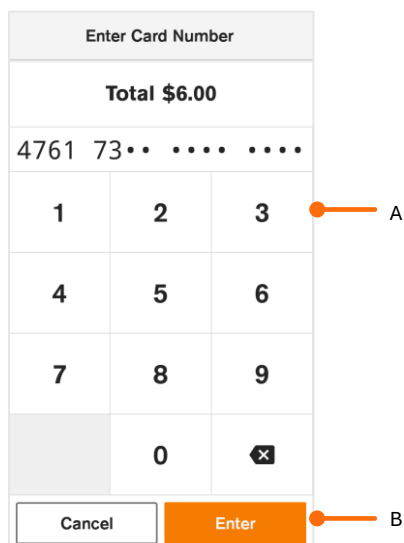 Enter Card Number
Total $6.00
4761 73•• •••• ••••
1 2 3
A
4 5 6
7 8 9
0
Cancel Enter
B